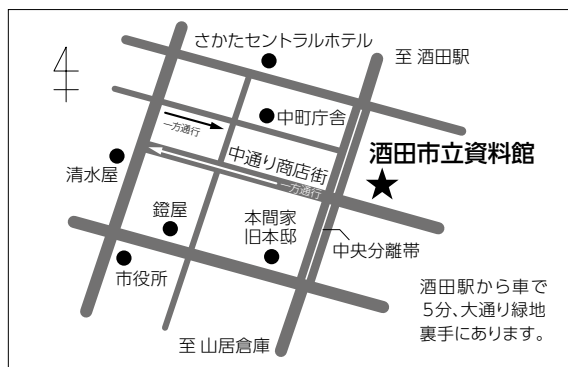 さかたセントラルホテル
至 酒田駅
中町庁舎
一方通行
酒田市立資料館
中通り商店街
清水屋
一方通行
鐙屋
本間家
旧本邸
中央分離帯
市役所
酒田駅から車で
5分、大通り緑地
裏手にあります。
至 山居倉庫